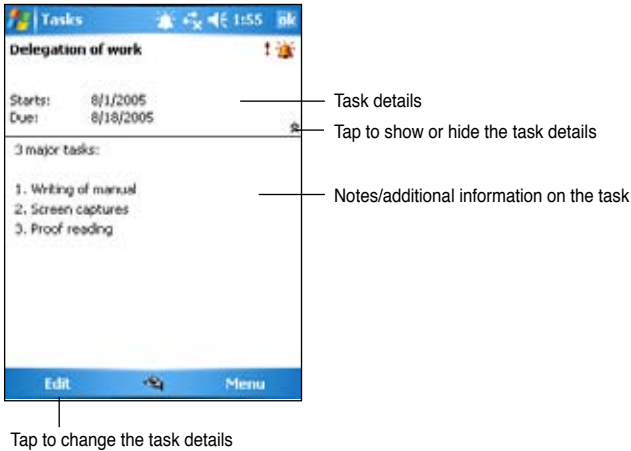 Tasks 1:55 ok
Delegation of work !
Starts: 8/1/2005
Due: 8/18/2005
Task details
Tap to show or hide the task details
3 major tasks:
1. Writing of manual
2. Screen captures
3. Proof reading
Notes/additional information on the task
Edit Menu
Tap to change the task details